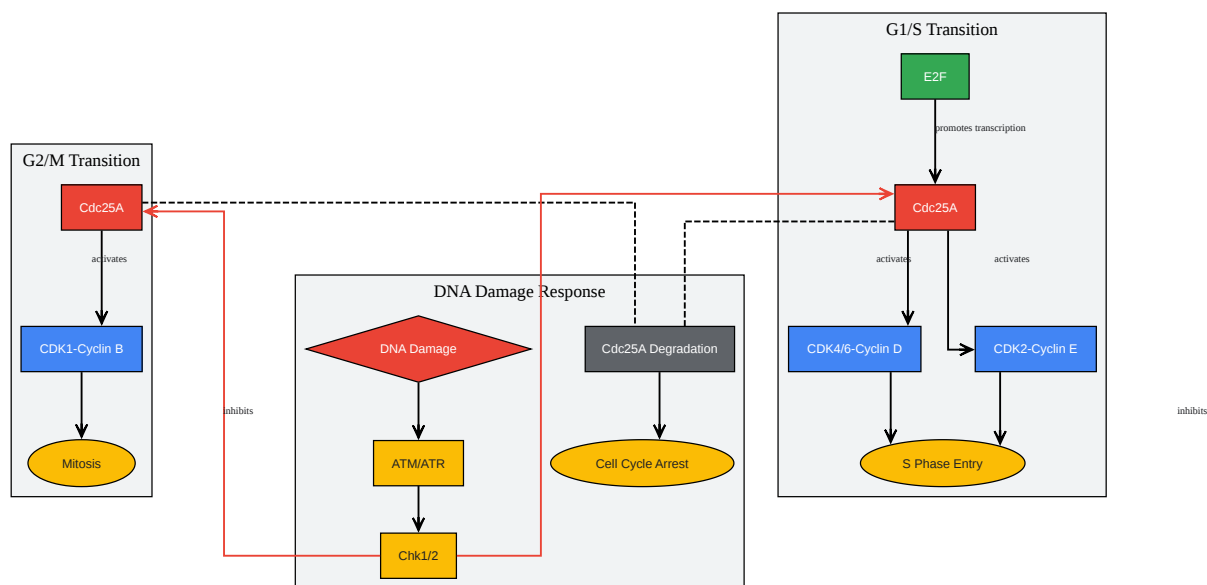 G1/S Transition
E2F
promotes transcription
G2/M Transition
Cdc25A
Cdc25A
activates
activates
activates
DNA Damage Response
CDK1-Cyclin B
DNA Damage
Cdc25A Degradation
CDK4/6-Cyclin D
CDK2-Cyclin E
inhibits
inhibits
Mitosis
ATM/ATR
Cell Cycle Arrest
S Phase Entry
Chk1/2